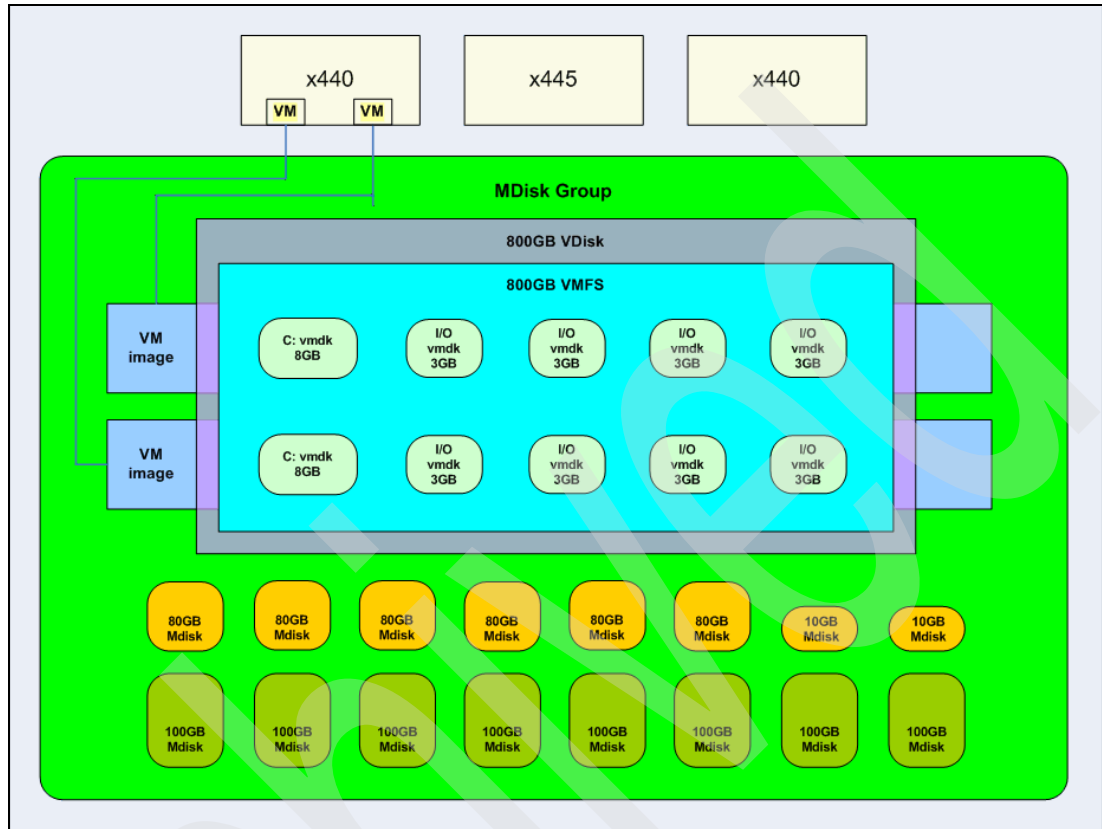 x440
x445
x440
VM
VM
MDisk Group
800GB VDisk
800GB VMFS
VM
image
C: vmdk
8GB
I/O
vmdk
3GB
I/O
vmdk
3GB
I/O
vmdk
3GB
I/O
vmdk
3GB
VM
image
C: vmdk
8GB
I/O
vmdk
3GB
I/O
vmdk
3GB
I/O
vmdk
3GB
I/O
vmdk
3GB
80GB
Mdisk
80GB
Mdisk
80GB
Mdisk
80GB
Mdisk
80GB
Mdisk
80GB
Mdisk
10GB
Mdisk
10GB
Mdisk
100GB
Mdisk
100GB
Mdisk
100GB
Mdisk
100GB
Mdisk
100GB
Mdisk
100GB
Mdisk
100GB
Mdisk
100GB
Mdisk